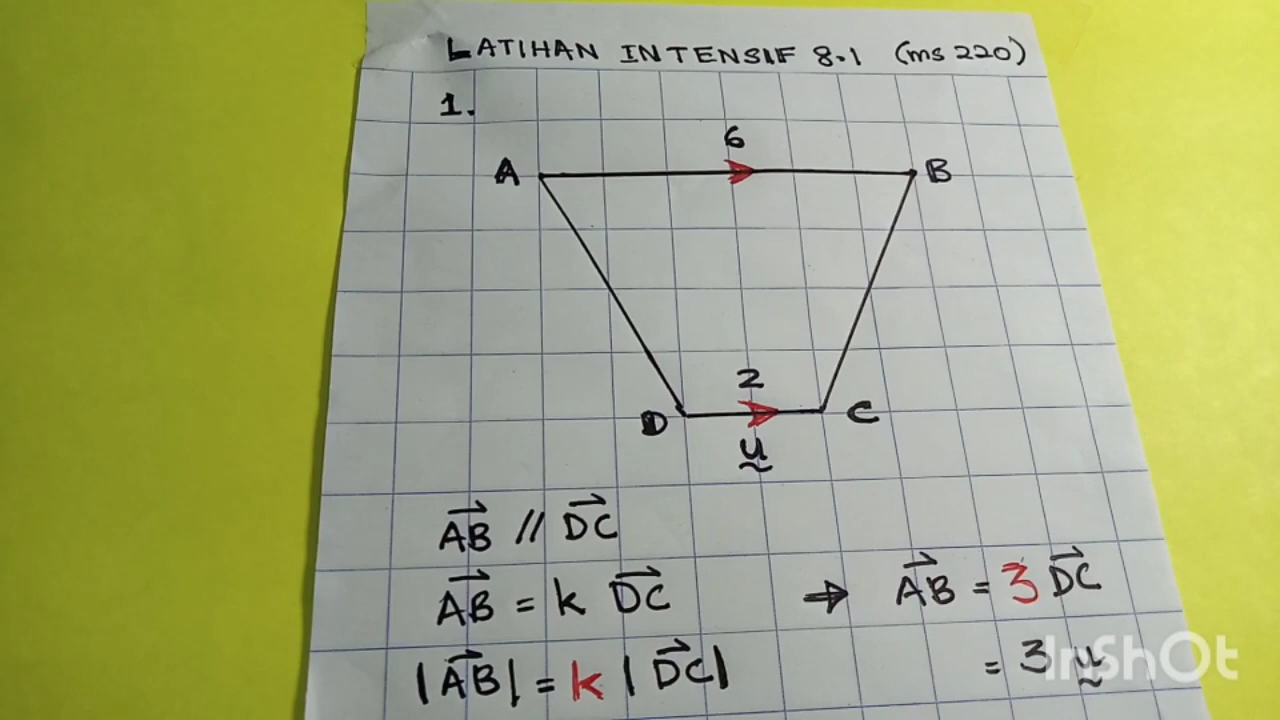 LATIHAN INTENSIF 8.1 (ms 220)
1.
6
A B
2
D C
u
~
AB⃗ // DC⃗
AB⃗ = k DC⃗ → AB⃗ = 3 DC⃗
|AB⃗| = k |DC⃗| = 3 u
~
InShOt